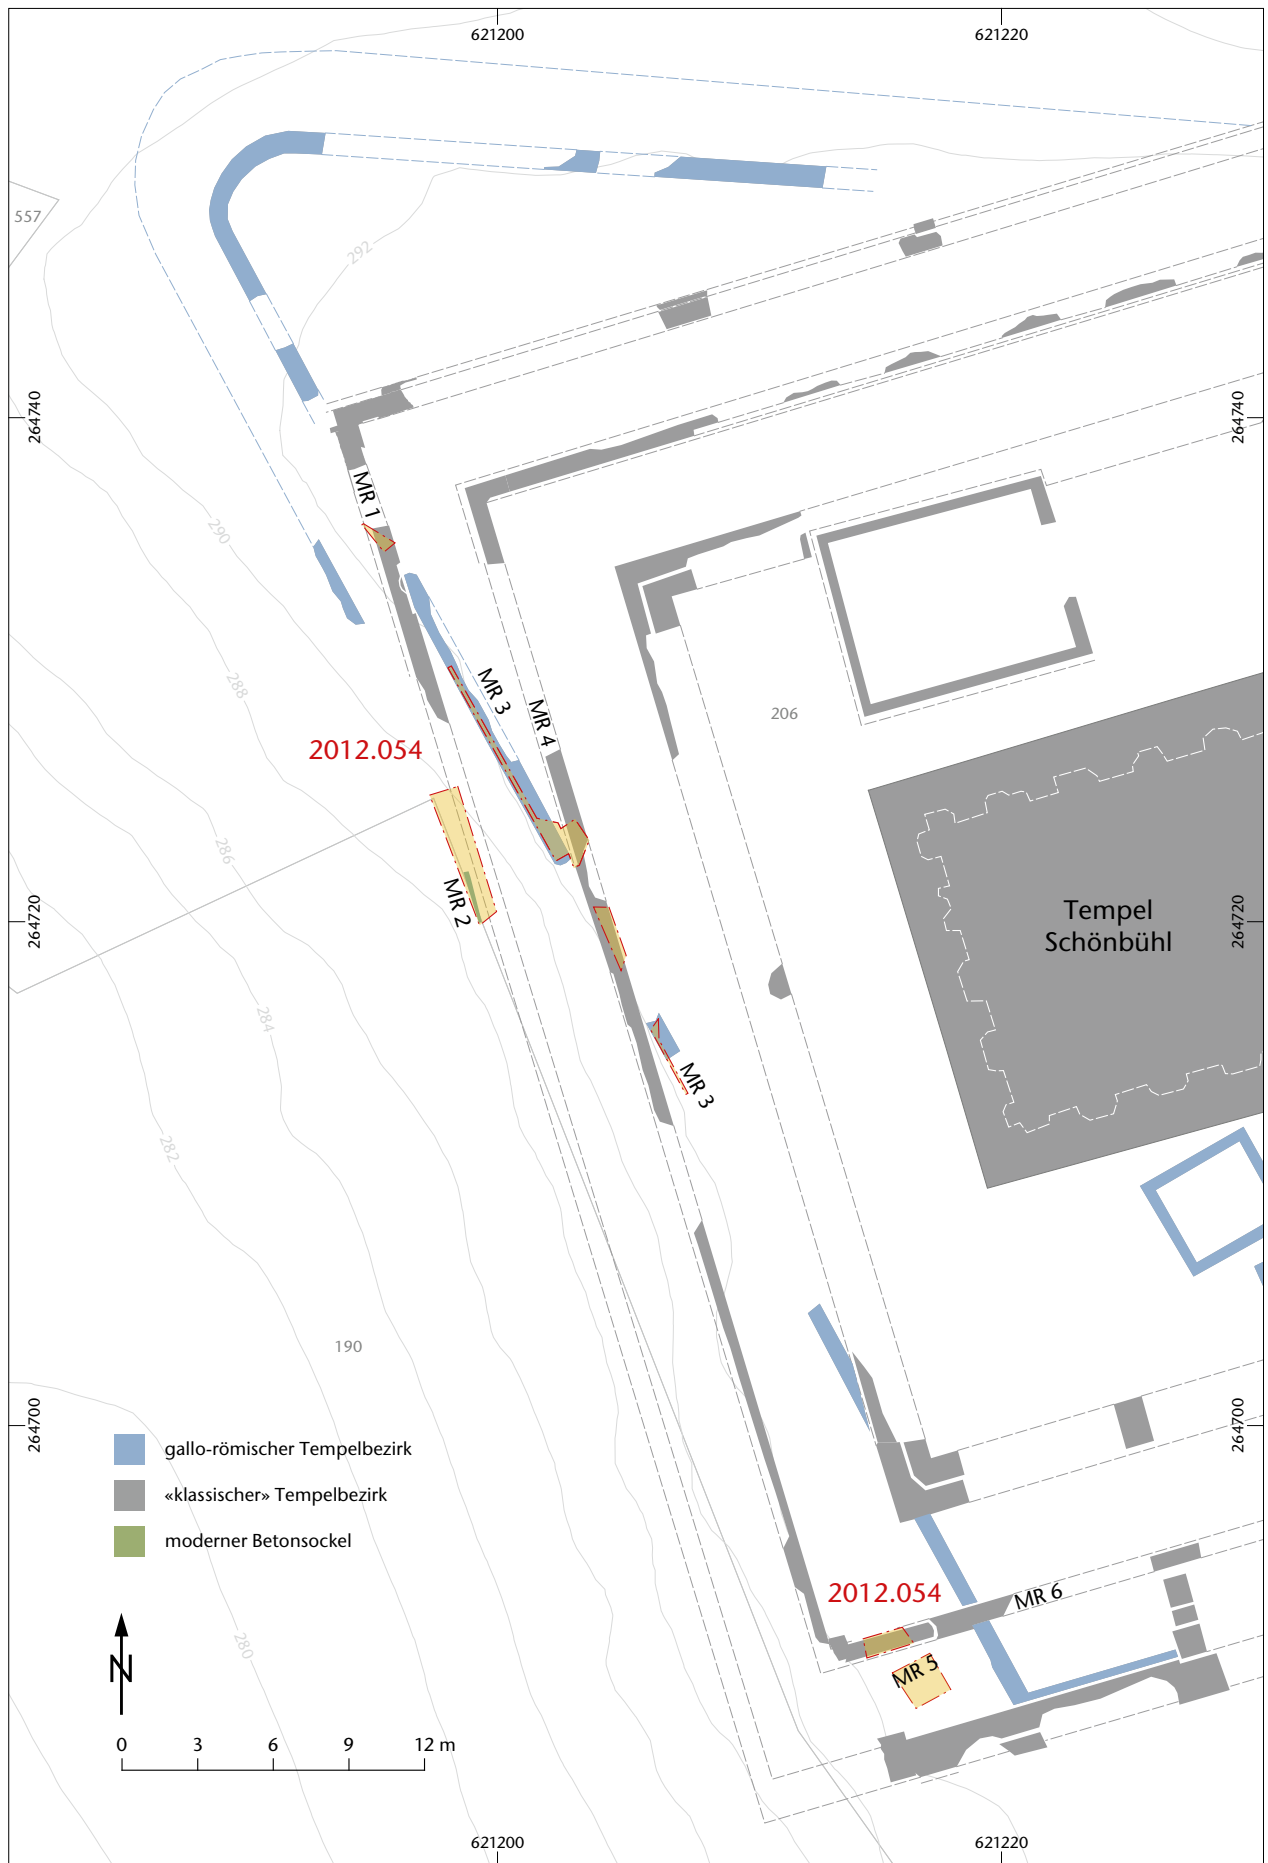 621200
621220
557
292
264740
264740
MR 1
290
288
MR 3
MR 4
206
2012.054
286
MR 2
264720
Tempel
Schönbühl
264720
284
MR 3
282
190
264700
264700
gallo-römischer Tempelbezirk
«klassischer» Tempelbezirk
moderner Betonsockel
2012.054
MR 6
280
MR 5
N
0 3 6 9 12 m
621200
621220